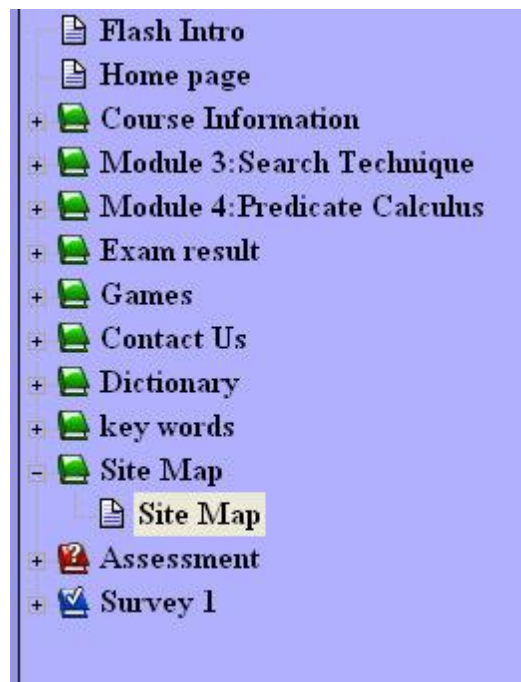 Flash Intro
Home page
Course Information
Module 3:Search Technique
Module 4:Predicate Calculus
Exam result
Games
Contact Us
Dictionary
key words
Site Map
Site Map
Assessment
Survey 1